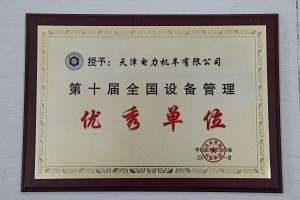 授予：天津电力机车有限公司
第十届全国设备管理
优秀单位